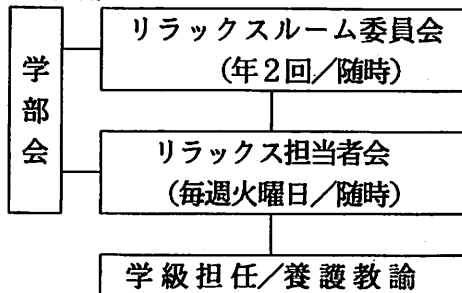 学部会
リラックスルーム委員会
(年2回/随時)
リラックス担当者会
(毎週火曜日/随時)
学級担任/養護教諭